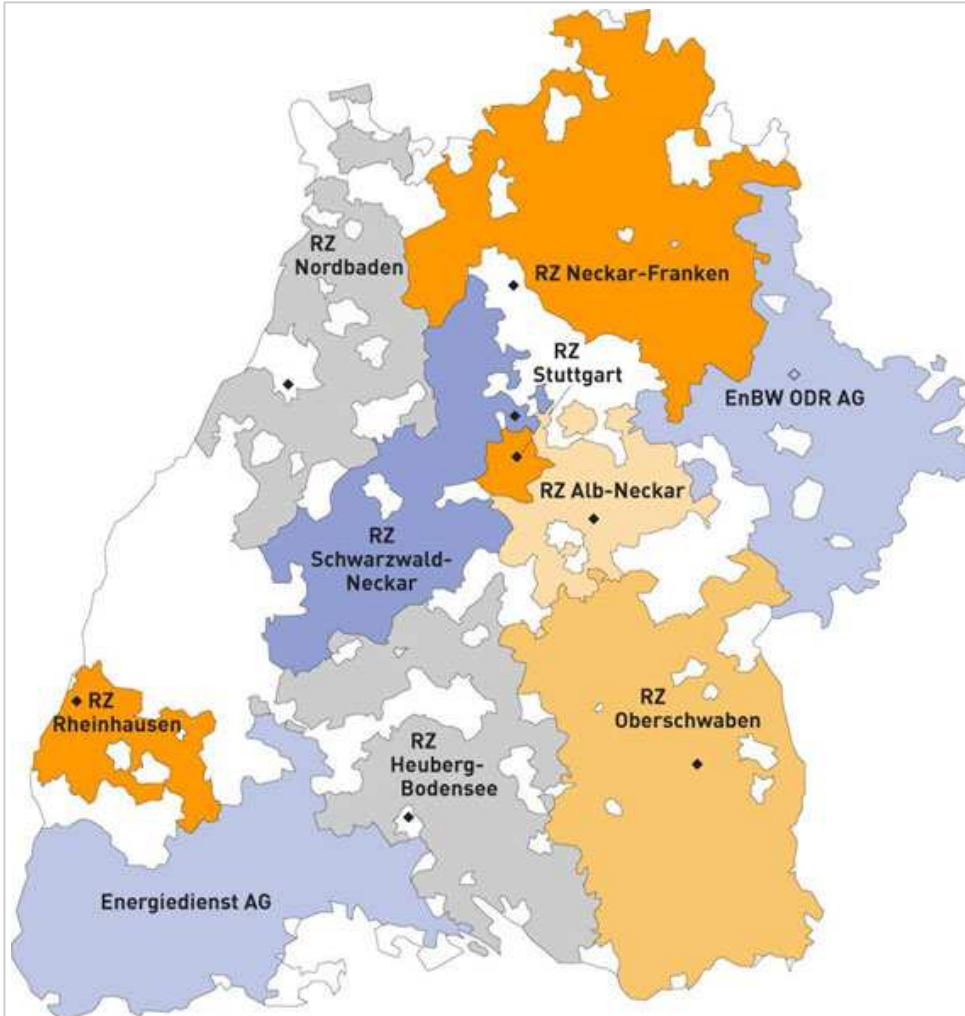 RZ
Nordbaden
RZ Neckar-Franken
RZ
Stuttgart
EnBW ODR AG
RZ Alb-Neckar
RZ
Schwarzwald-
Neckar
RZ
Rheinhausen
RZ
Oberschwaben
RZ
Heuberg-
Bodensee
Energiedienst AG